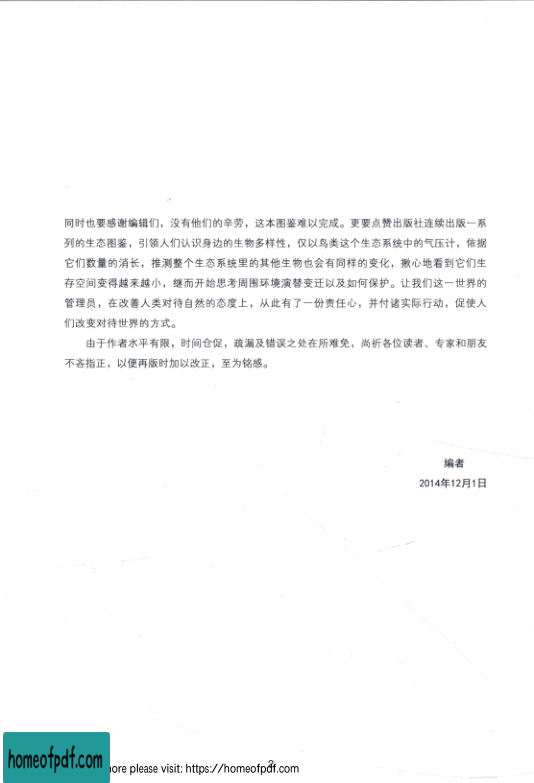 同时也要感谢编辑们，没有他们的辛劳，这本图鉴难以完成。更要点赞出版社连续出版一系
列的生态图鉴，引领人们认识身边的生物多样性，仅以鸟类这个生态系统中的气压计，依据
它们数量的消长，推测整个生态系统里的其他生物也会有同样的变化，揪心地看到它们生
存空间变得越来越小，继而开始思考周围环境演替变迁以及如何保护。让我们这一世界的
管理员，在改善人类对待自然的态度上，从此有了一份责任心，并付诸实际行动，促使人
们改变对待世界的方式。
由于作者水平有限，时间仓促，疏漏及错误之处在所难免，尚祈各位读者、专家和朋友
不吝指正，以便再版时加以改正，至为铭感。
编者
2014年12月1日
2
homeofpdf.com
ore please visit: https://homeofpdf.com